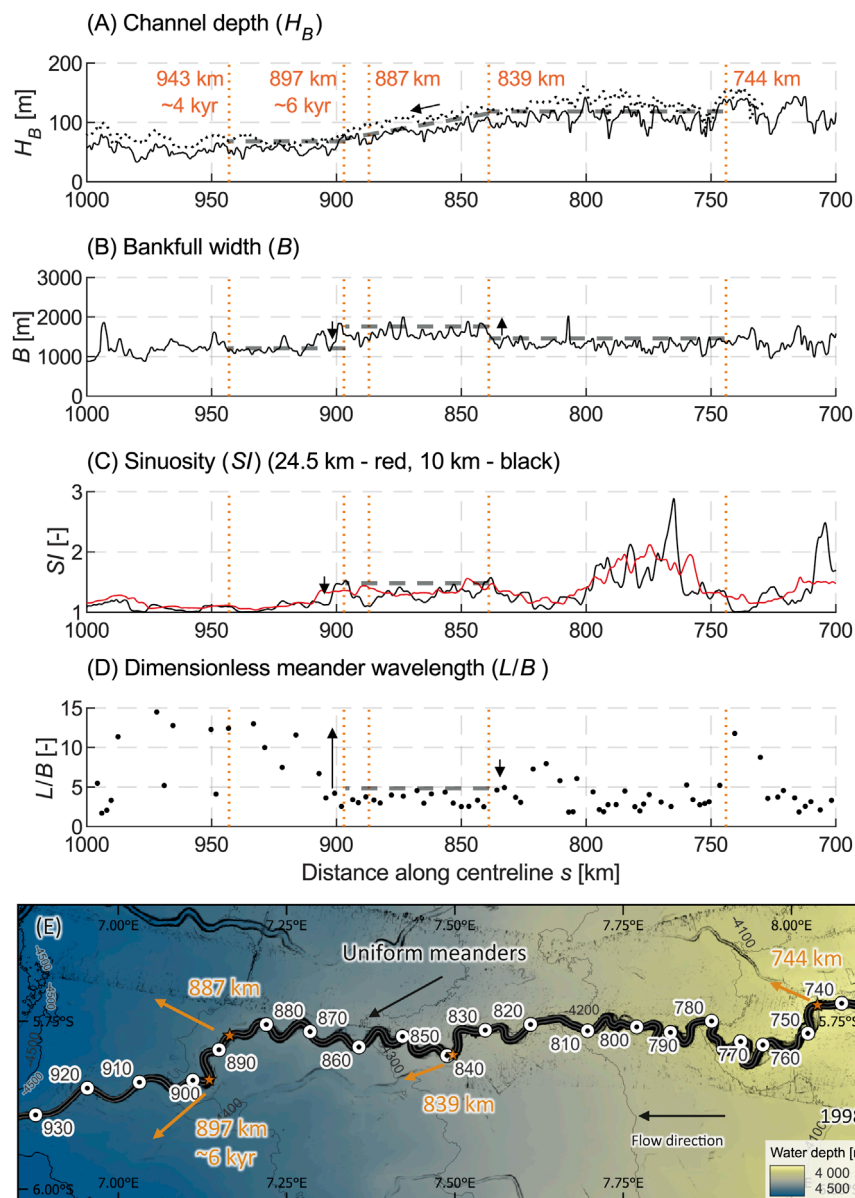 (A) Channel depth (H_B)
943 km 897 km 887 km 839 km 744 km
~4 kyr ~6 kyr
H_B [m]
200
100
0
1000 950 900 850 800 750 700
(B) Bankfull width (B)
B [m]
3000
2000
1000
0
1000 950 900 850 800 750 700
(C) Sinuosity (SI) (24.5 km - red, 10 km - black)
SI [-]
3
2
1
1000 950 900 850 800 750 700
(D) Dimensionless meander wavelength (L/B )
L/B [-]
15
10
5
0
1000 950 900 850 800 750 700
Distance along centreline s [km]
(E)
7.00°E 7.25°E 7.50°E 7.75°E 8.00°E
-4500
4500
-4100
Uniform meanders
744 km
887 km
740
880 870 830 820 -4200 780
5.75°S 750 5.75°S
890 860 850 840 810 800 790 770 760
920 910 900
-4500
930
4400
839 km
897 km
~6 kyr
Flow direction
1998
Water depth [
4 000
4 500
6.00°S 7.00°E 7.25°E 7.50°E 7.75°E